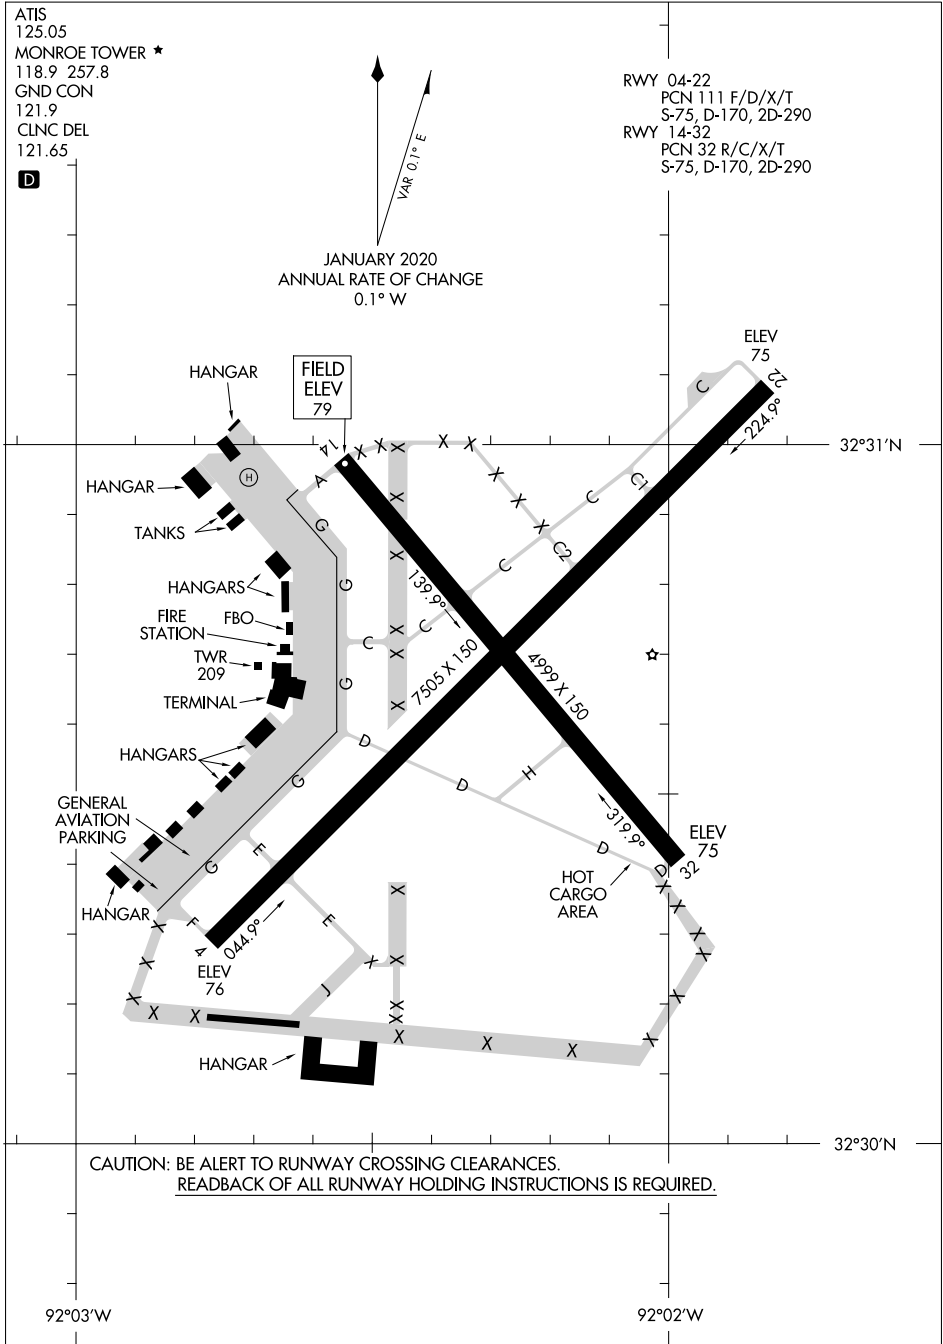 ATIS
125.05
MONROE TOWER
118.9 257.8
GND CON
121.9
CLNC DEL
121.65
D
VAR 0.1° E
JANUARY 2020
ANNUAL RATE OF CHANGE
0.1° W
RWY 04-22
PCN 111 F/D/X/T
S-75, D-170, 2D-290
RWY 14-32
PCN 32 R/C/X/T
S-75, D-170, 2D-290
ELEV
75
22
224.9°
HANGAR
FIELD
ELEV
79
14
32°31'N
H
A
X X X X X
C
C1
C
X X X
C2
C
C
C
HANGAR
TANKS
G
G
G
HANGARS
FBO
FIRE
STATION
TWR
209
TERMINAL
X
X
X
X
X
139.9°
7505 X 150
4999 X 150
D
D
H
D
D
319.9°
ELEV
75
32
HANGARS
G
GENERAL
AVIATION
PARKING
G
E
E
HOT
CARGO
AREA
HANGAR
F
4
044.9°
ELEV
76
X
X
X
X X
J
X
X
X
X
X
X
X X
X
X
X
X
X
X
X
HANGAR
32°30'N
CAUTION: BE ALERT TO RUNWAY CROSSING CLEARANCES.
READBACK OF ALL RUNWAY HOLDING INSTRUCTIONS IS REQUIRED.
92°03'W
92°02'W